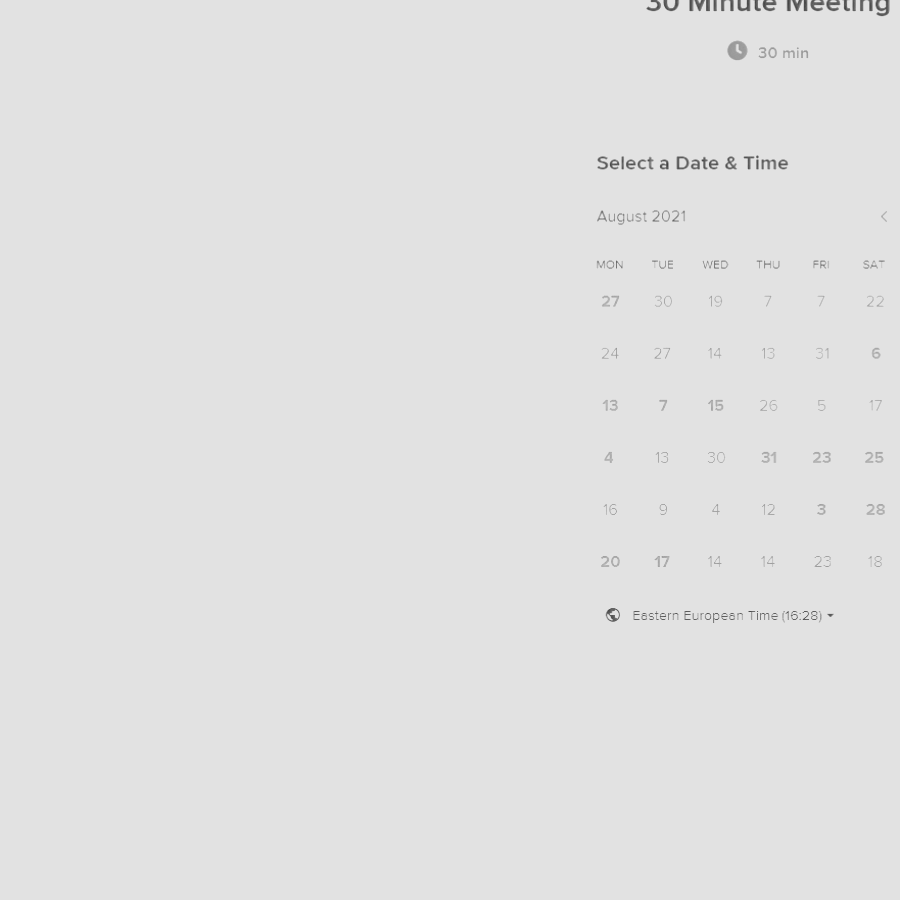 30 Minute Meeting
30 min
Select a Date & Time
August 2021
MON TUE WED THU FRI SAT
27 30 19 7 7 22
24 27 14 13 31 6
13 7 15 26 5 17
4 13 30 31 23 25
16 9 4 12 3 28
20 17 14 14 23 18
Eastern European Time (16:28)